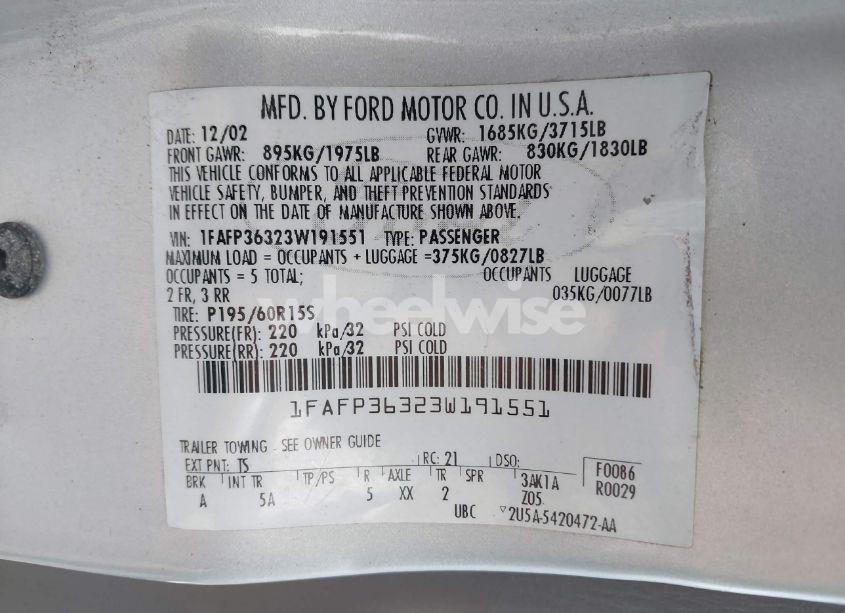 MFD. BY FORD MOTOR CO. IN U.S.A.
DATE: 12/02 GVWR: 1685KG/3715LB
FRONT GAWR: 895KG/1975LB REAR GAWR: 830KG/1830LB
THIS VEHICLE CONFORMS TO ALL APPLICABLE FEDERAL MOTOR
VEHICLE SAFETY, BUMPER, AND THEFT PREVENTION STANDARDS
IN EFFECT ON THE DATE OF MANUFACTURE SHOWN ABOVE.
VIN: 1FAFP36323W191551 TYPE: PASSENGER
MAXIMUM LOAD = OCCUPANTS + LUGGAGE =375KG/0827LB
OCCUPANTS = 5 TOTAL; OCCUPANTS LUGGAGE
2 FR, 3 RR 035KG/0077LB
TIRE: P195/60R15S
wheelwise
PRESSURE(FR): 220 kPa/32 PSI COLD
PRESSURE(RR): 220 kPa/32 PSI COLD
1FAFP36323W191551
TRAILER TOWING - SEE OWNER GUIDE
EXT PNT: TS RC: 21 DSO: F0086
BRK INT TR TP/PS R AXLE TR SPR 3AK1A R0029
A 5A 5 XX 2 Z05
UBC 2U5A-5420472-AA